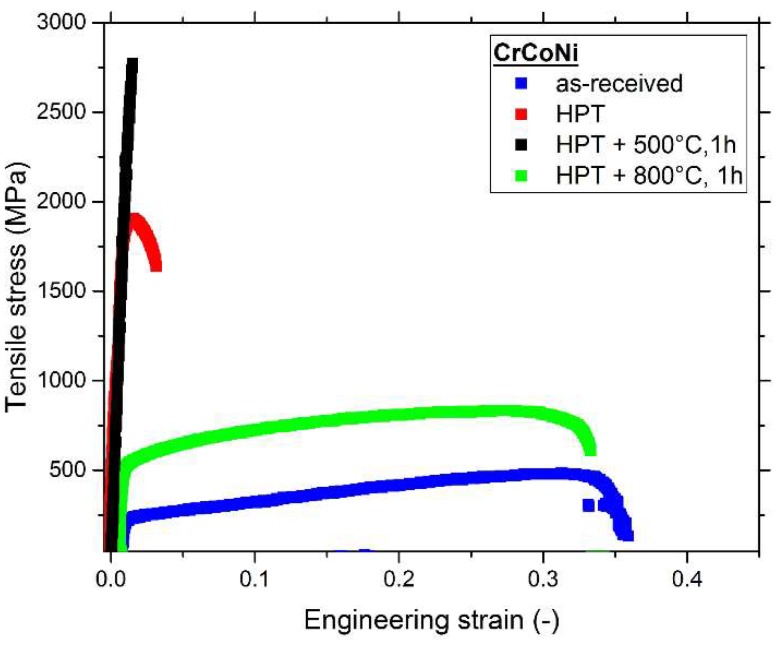 3000
2500
2000
1500
1000
500
Tensile stress (MPa)
CrCoNi
as-received
HPT
HPT + 500°C,1h
HPT + 800°C, 1h
0.0 0.1 0.2 0.3 0.4
Engineering strain (-)